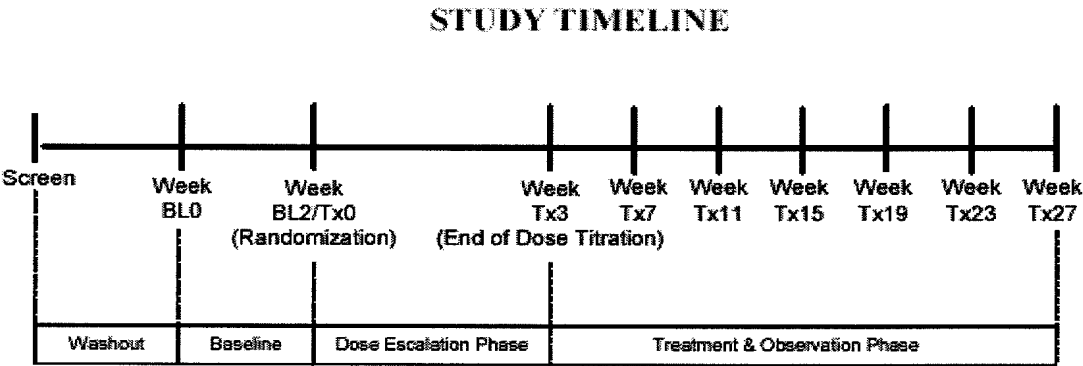 STUDY TIMELINE
Screen
Week
BL0
Week
BL2/Tx0
(Randomization)
Week
Tx3
(End of Dose Titration)
Week
Tx7
Week
Tx11
Week
Tx15
Week
Tx19
Week
Tx23
Week
Tx27
Washout
Baseline
Dose Escalation Phase
Treatment & Observation Phase